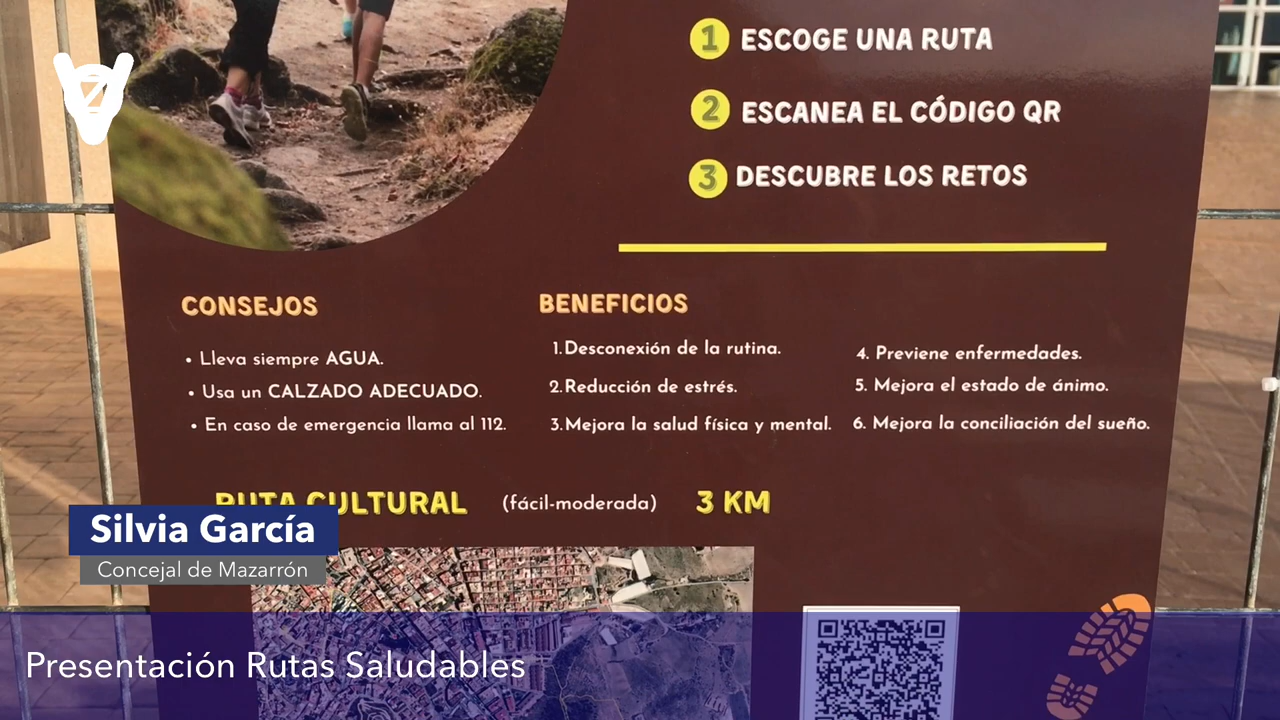 1 ESCOGE UNA RUTA
2 ESCANEA EL CÓDIGO QR
3 DESCUBRE LOS RETOS
CONSEJOS
• Lleva siempre AGUA.
• Usa un CALZADO ADECUADO.
• En caso de emergencia llama al 112.
BENEFICIOS
1.Desconexión de la rutina.
2.Reducción de estrés.
3.Mejora la salud física y mental.
4. Previene enfermedades.
5. Mejora el estado de ánimo.
6. Mejora la conciliación del sueño.
RUTA CULTURAL (fácil-moderada) 3 KM
Silvia García
Concejal de Mazarrón
Presentación Rutas Saludables